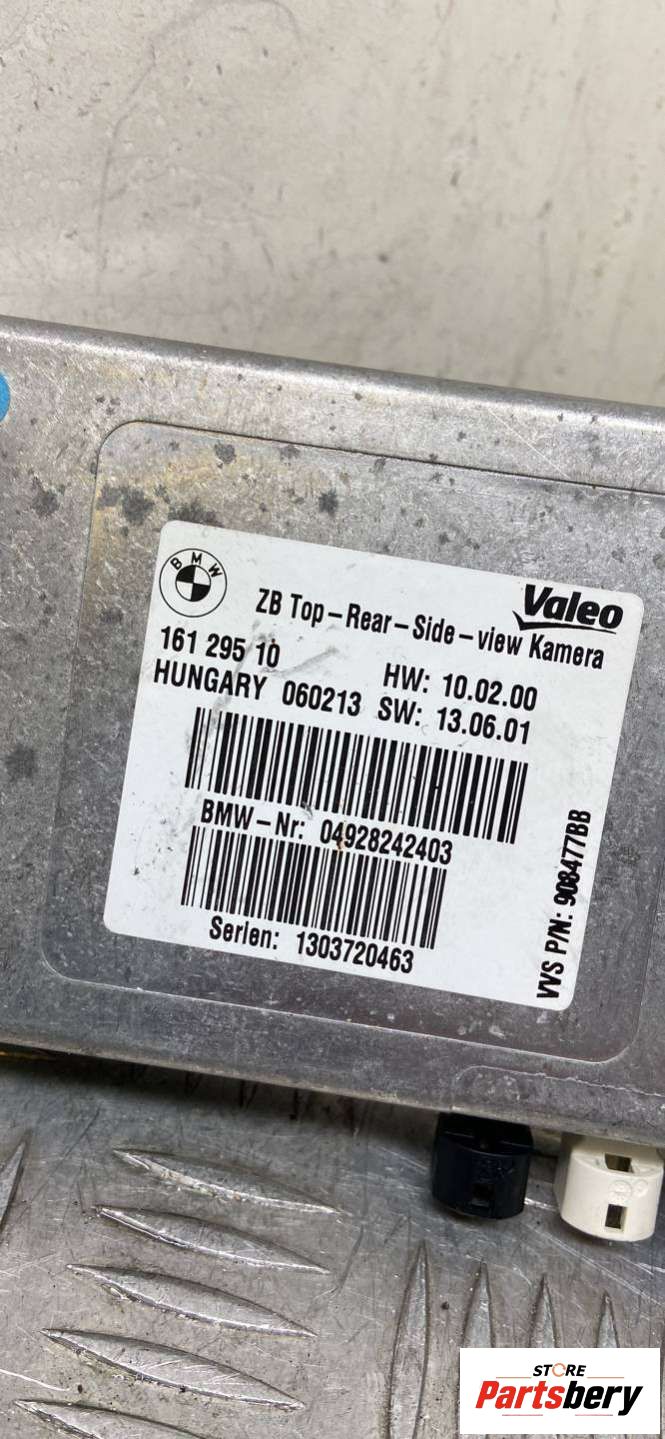 BMW
Valeo
ZB Top-Rear-Side-view Kamera
161 295 10
HW: 10.02.00
HUNGARY 060213 SW: 13.06.01
BMW-Nr: 04928242403
Serien: 1303720463
VVS P/N: 908477BB
STORE
Partsbery